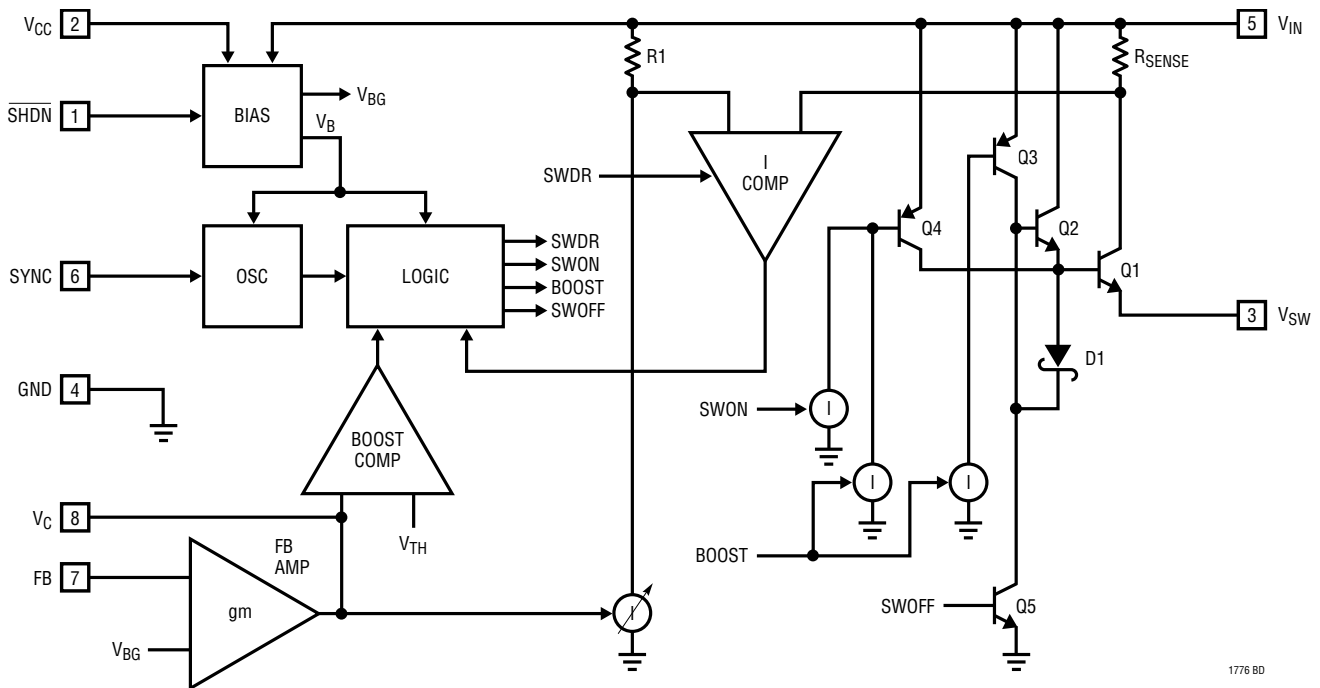 VCC 2
5 VIN
R1
RSENSE
VBG
SHDN 1
BIAS
VB
I
COMP
Q3
SWDR
Q4
Q2
SWDR
SYNC 6
OSC
LOGIC
SWON
Q1
BOOST
SWOFF
3 VSW
D1
GND 4
SWON
I
BOOST
COMP
I
I
VC 8
VTH
FB
AMP
BOOST
FB 7
gm
I
SWOFF
Q5
VBG
1776 BD